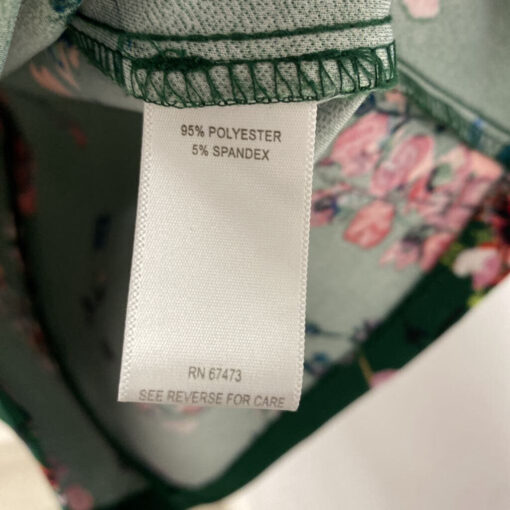 95% POLYESTER
5% SPANDEX
RN 67473
SEE REVERSE FOR CARE